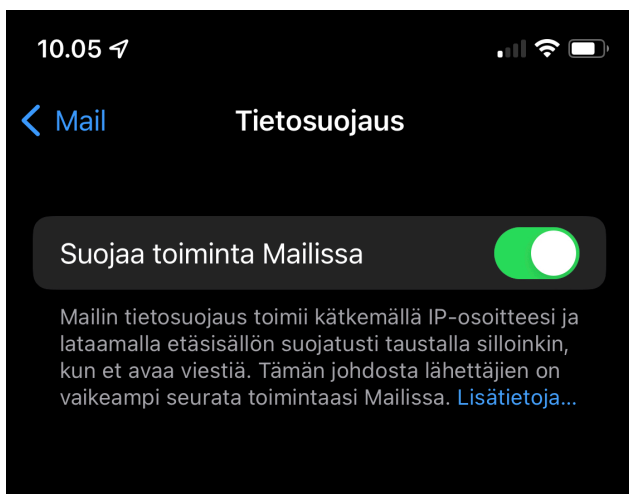 10.05
Mail
Tietosuojaus
Suojaa toiminta Mailissa
Mailin tietosuojaus toimii kätkemällä IP-osoitteesi ja
lataamalla etäsisällön suojatusti taustalla silloinkin,
kun et avaa viestiä. Tämän johdosta lähettäjien on
vaikeampi seurata toimintaasi Mailissa. Lisätietoja...